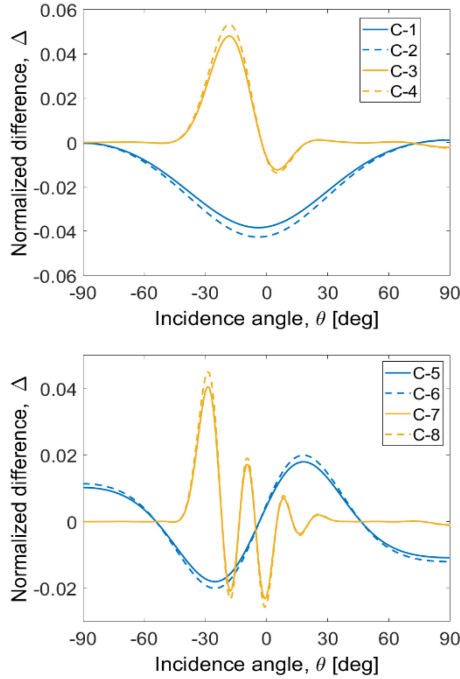 0.06
0.04
0.02
0
-0.02
-0.04
-0.06
Normalized difference, Δ
C-1
C-2
C-3
C-4
-90 -60 -30 0 30 60 90
Incidence angle, θ [deg]
0.04
0.02
0
-0.02
Normalized difference, Δ
C-5
C-6
C-7
C-8
-90 -60 -30 0 30 60 90
Incidence angle, θ [deg]